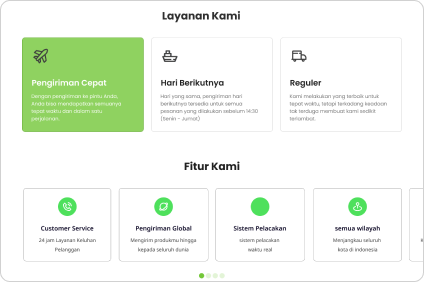 Layanan Kami
Pengiriman Cepat
Dengan pengiriman ke pintu Anda,
Anda bisa mendapatkan semuanya
tepat waktu dan dalam satu
perjalanan
Hari Berikutnya
Hari yang sama, pengiriman hari
berikutnya tersedia untuk semua
pesanan yang dilakukan sebelum 14:30
(Senin - Jumat)
Reguler
Kami melakukan yang terbaik untuk
tepat waktu, tetapi terkadang keadaan
tak terduga membuat kami sedikit
terlambat.
Fitur Kami
Customer Service
24 jam Layanan Keluhan
Pelanggan
Pengiriman Global
Mengirim produkmu hingga
kepada seluruh dunia
Sistem Pelacakan
sistem pelacakan
waktu real
semua wilayah
Menjangkau seluruh
kota di indonesia